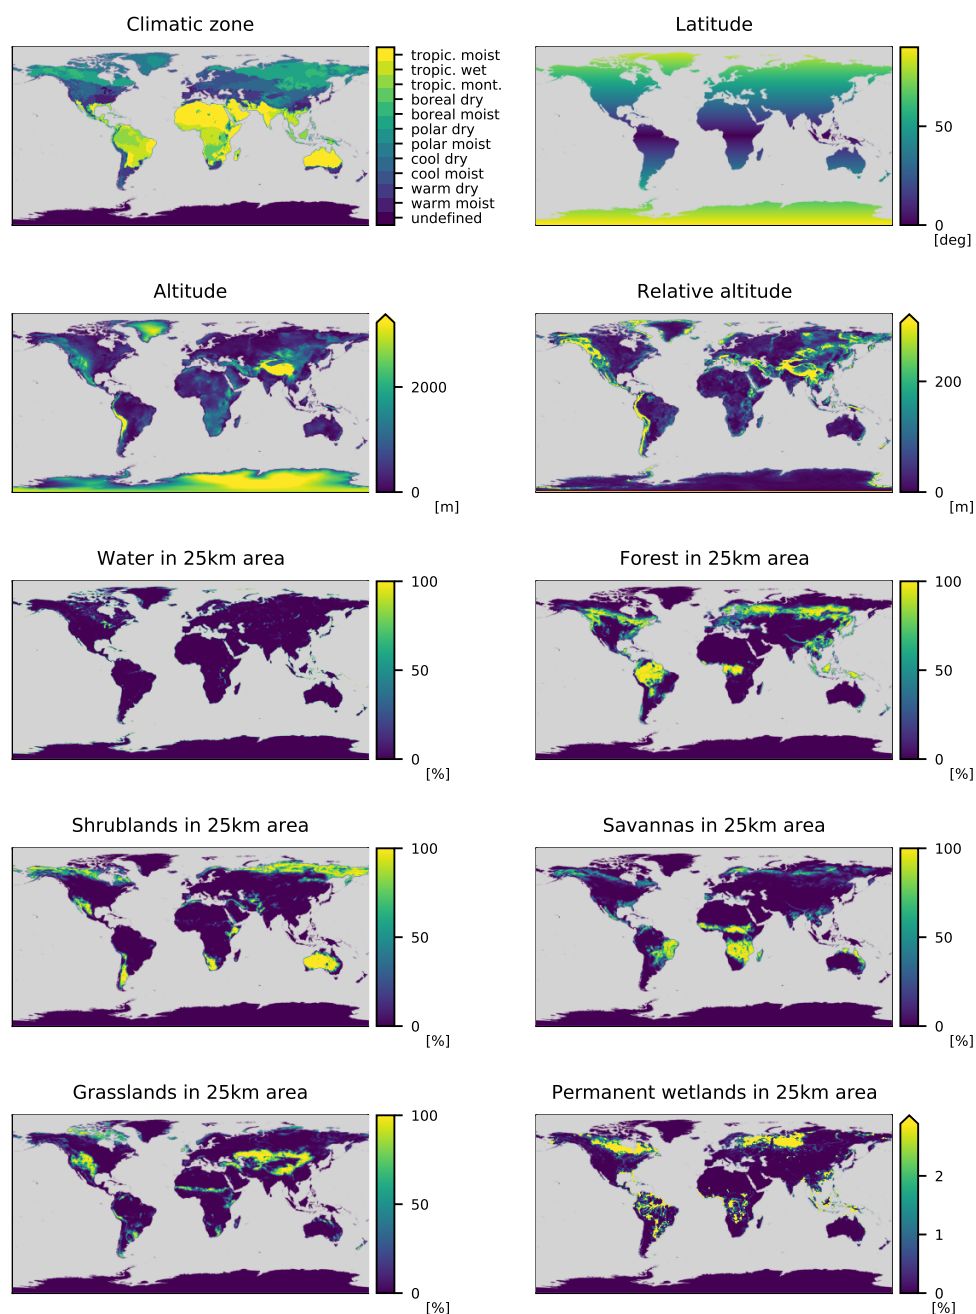 Climatic zone
tropic. moist
tropic. wet
tropic. mont.
boreal dry
boreal moist
polar dry
polar moist
cool dry
cool moist
warm dry
warm moist
undefined
Latitude
50
0
[deg]
Altitude
2000
0
[m]
Relative altitude
200
0
[m]
Water in 25km area
100
50
0
[%]
Forest in 25km area
100
50
0
[%]
Shrublands in 25km area
100
50
0
[%]
Savannas in 25km area
100
50
0
[%]
Grasslands in 25km area
100
50
0
[%]
Permanent wetlands in 25km area
2
1
0
[%]